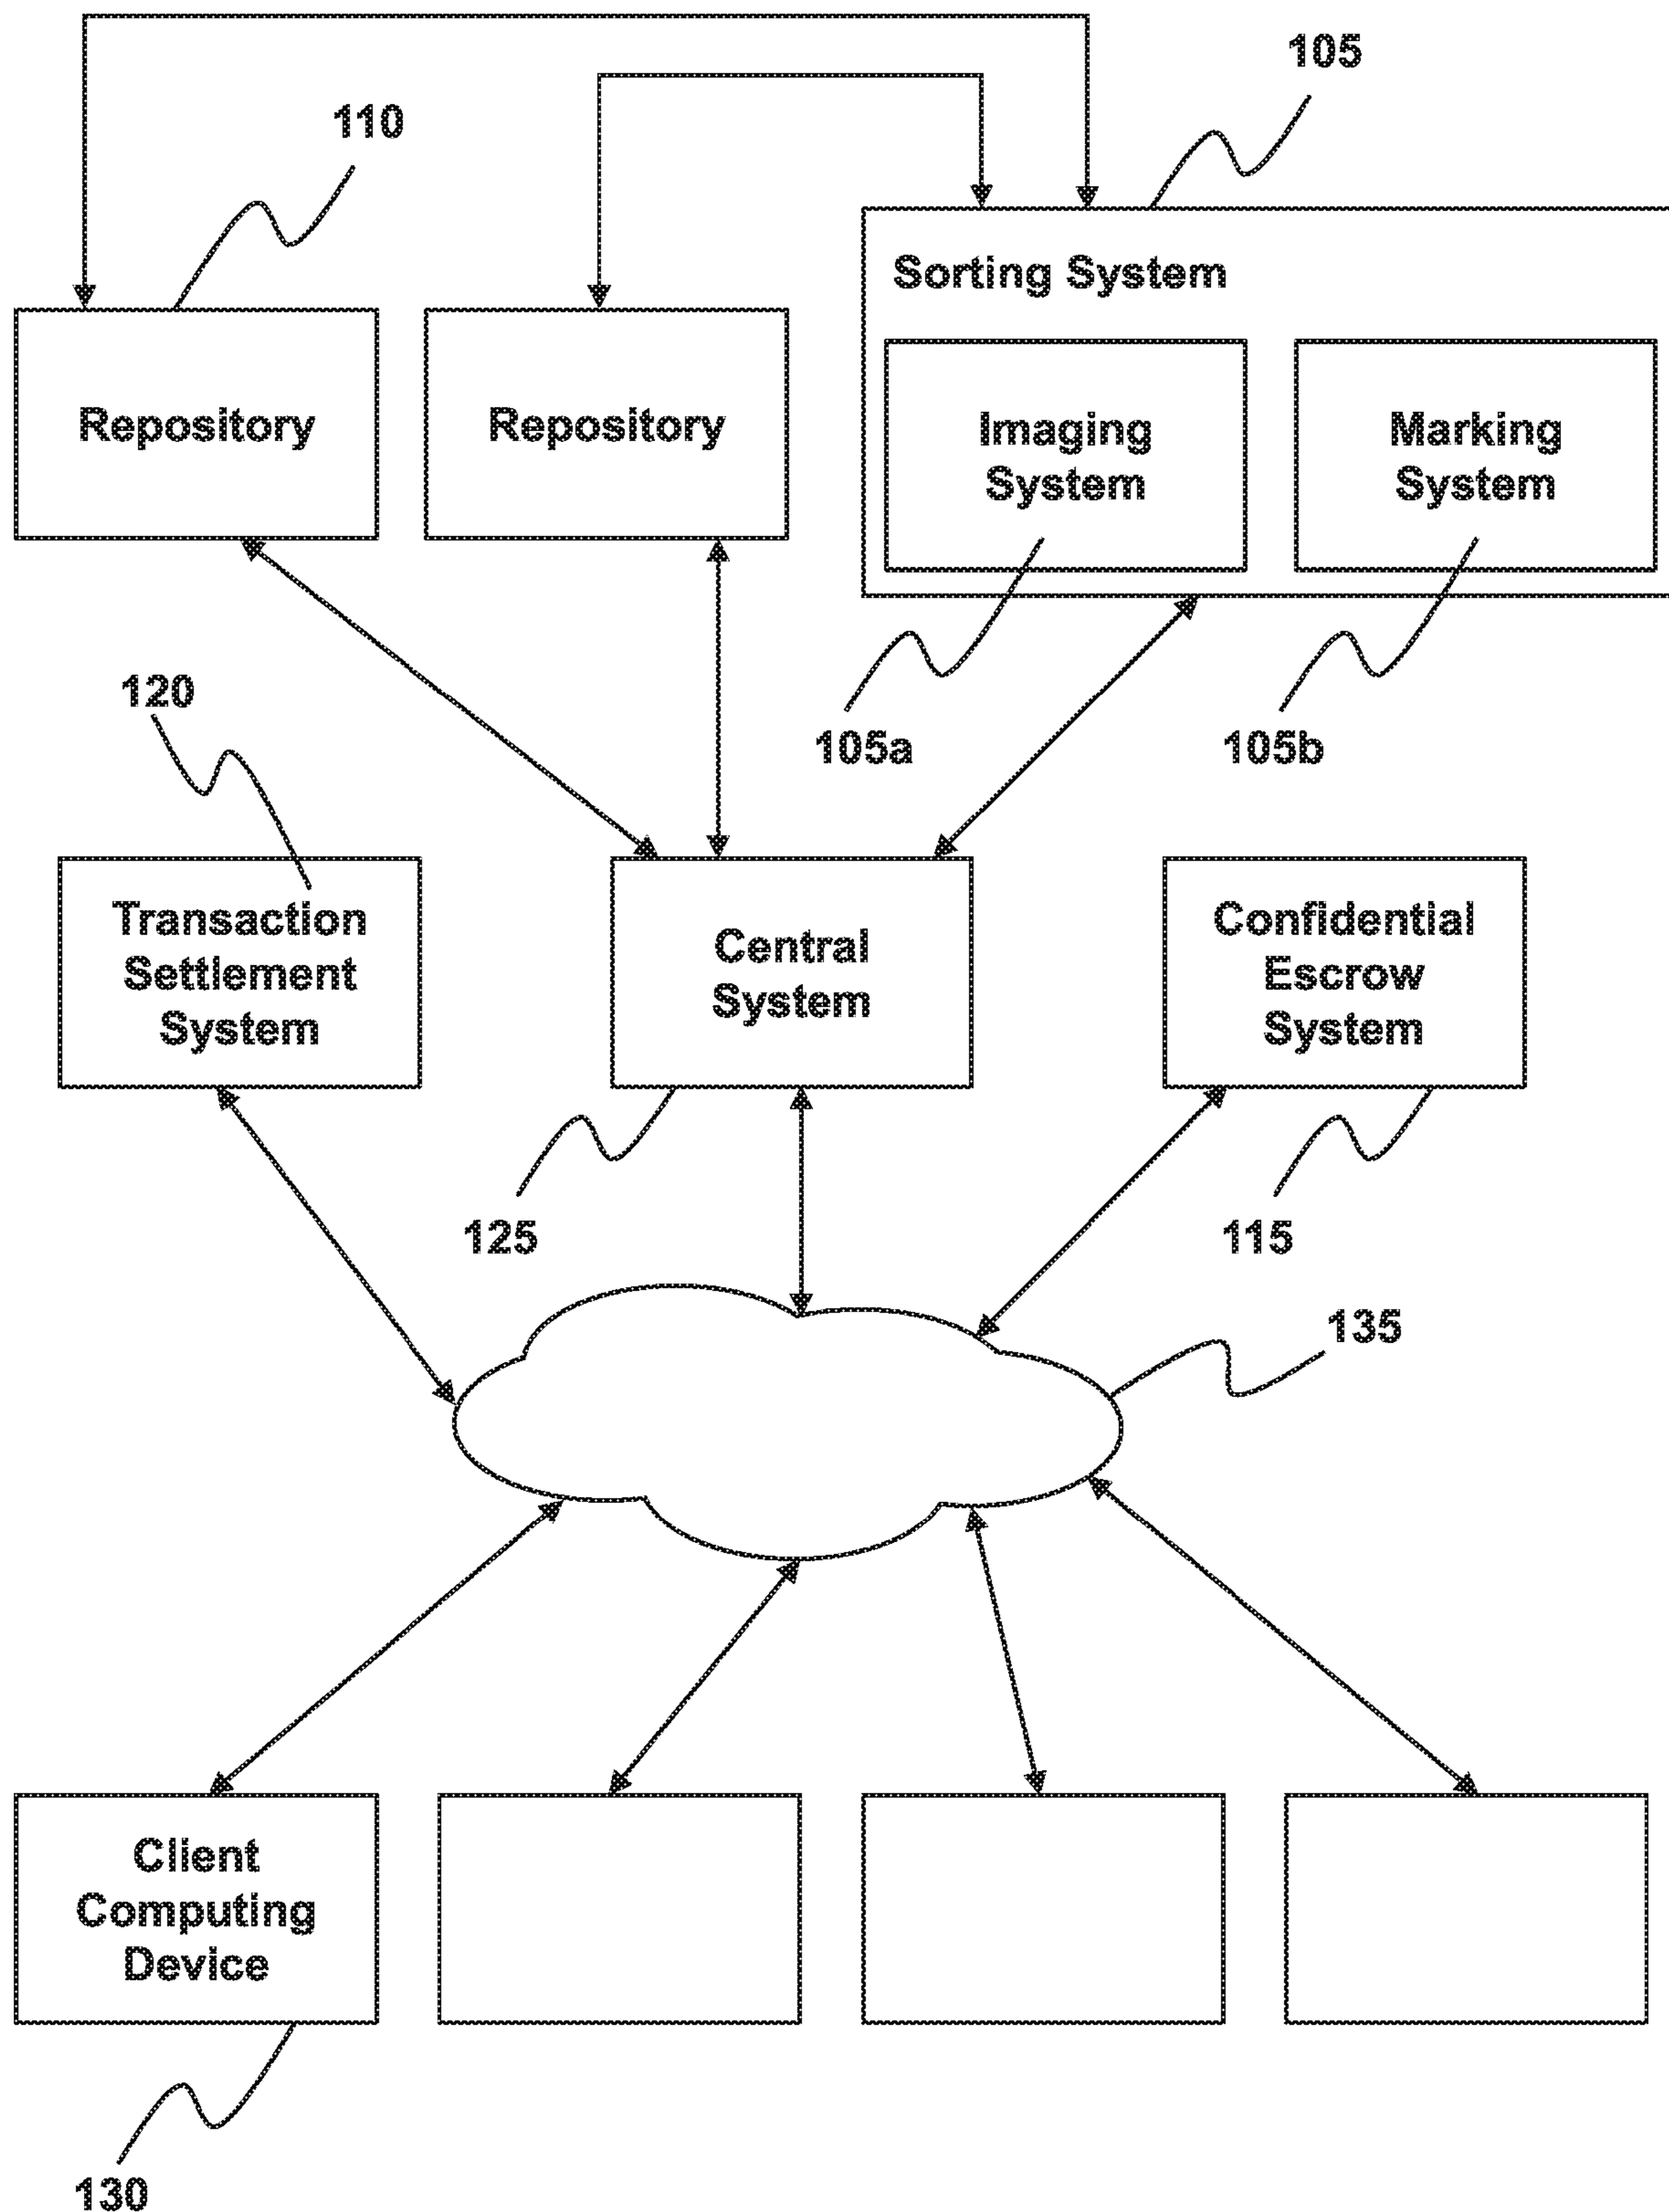 105
110
Sorting System
Repository
Repository
Imaging
System
Marking
System
120
105a
105b
Transaction
Settlement
System
Central
System
Confidential
Escrow
System
125
115
135
Client
Computing
Device
130